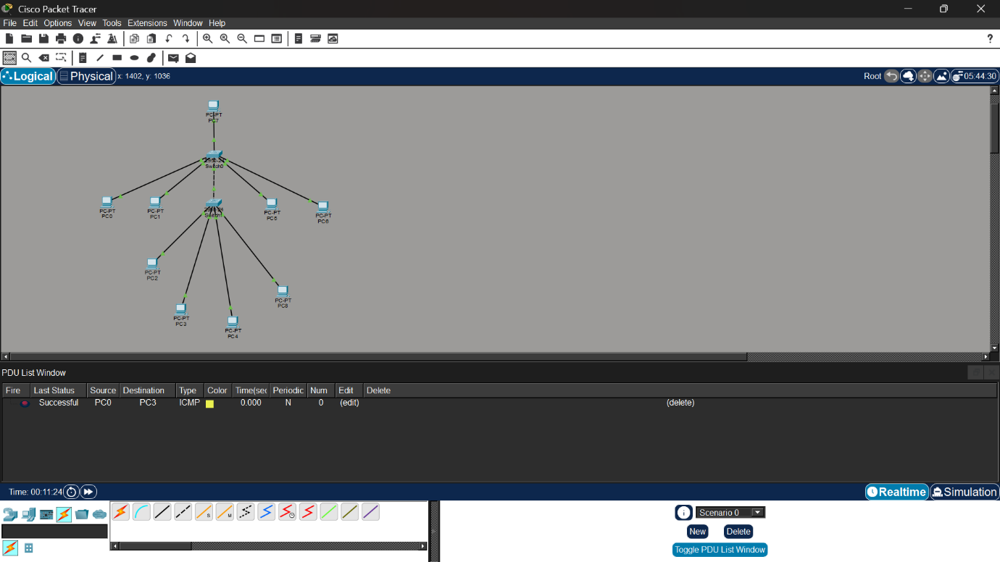 Cisco Packet Tracer
File Edit Options View Tools Extensions Window Help
?
Logical Physical x: 1402, y: 1036 Root 05:44:30
PC-PT
PC7
2950-24
Switch0
PC-PT
PC0
PC-PT
PC1
2950-24
Switch1
PC-PT
PC5
PC-PT
PC6
PC-PT
PC2
PC-PT
PC8
PC-PT
PC3
PC-PT
PC4
PDU List Window
Fire Last Status Source Destination Type Color Time(sec Periodic Num Edit Delete
Successful PC0 PC3 ICMP 0.000 N 0 (edit) (delete)
Time: 00:11:24 Realtime Simulation
S M
Scenario 0
New Delete
Toggle PDU List Window